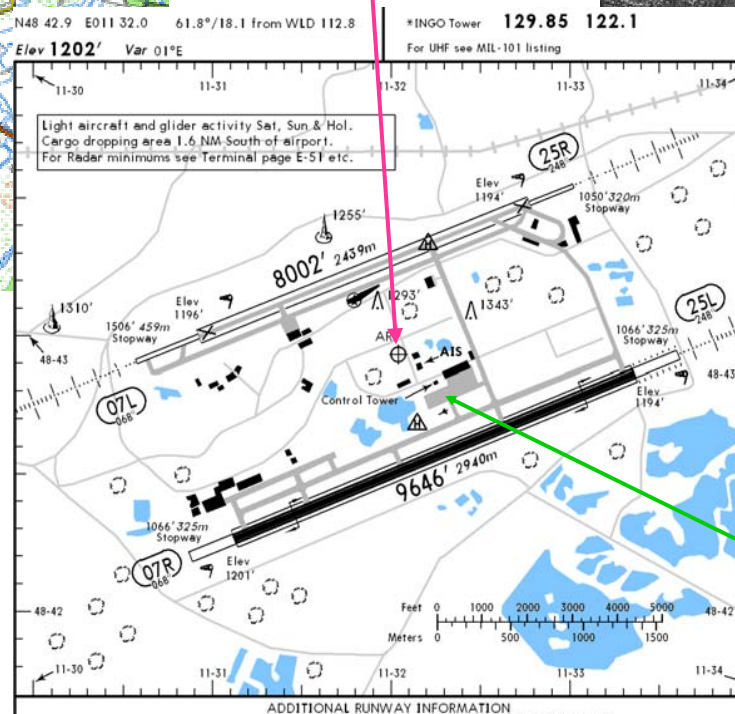 N48 42.9 E011 32.0 61.8°/18.1 from WLD 112.8
*INGO Tower 129.85 122.1
Elev 1202' Var 01°E
For UHF see MIL-101 listing
11-30
11-31
11-32
11-33
11-34
Light aircraft and glider activity Sat, Sun & Hol.
Cargo dropping area 1.6 NM South of airport.
For Radar minimums see Terminal page E-51 etc.
25R
248°
Elev
1194'
1050' 320m
Stopway
1255'
8002' 2439m
H
1310'
Elev
1196'
1293'
1343'
1506' 459m
Stopway
25L
248°
1066' 325m
Stopway
48-43
AR
AIS
48-43
07L
068°
Control Tower
Elev
1194'
H
9646' 2940m
1066' 325m
Stopway
07R
068°
Elev
1201'
48-42
Feet 0 1000 2000 3000 4000 5000
48-42
Meters 0 500 1000 1500
11-30
11-31
11-32
11-33
11-34
ADDITIONAL RUNWAY INFORMATION